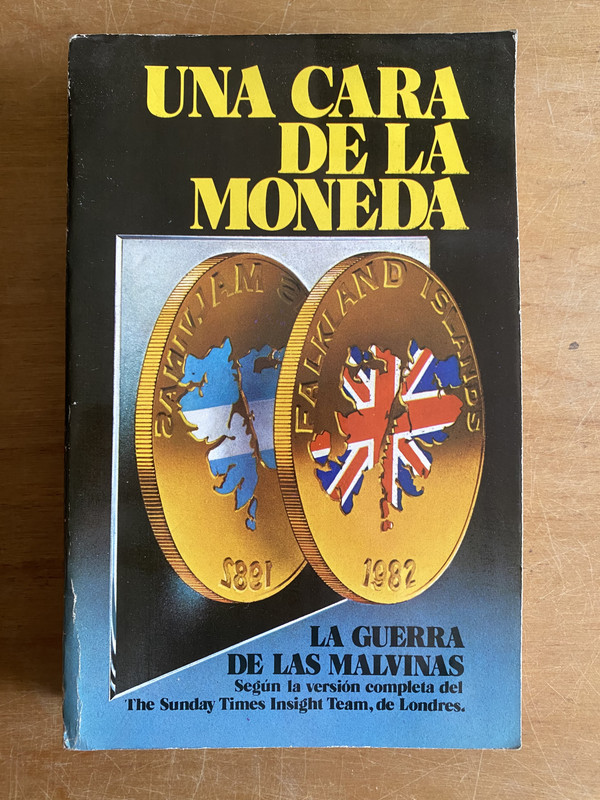 UNA CARA
DE LA
MONEDA
MALVINAS
1982
FALKLAND ISLANDS
1982
LA GUERRA
DE LAS MALVINAS
Según la versión completa del
The Sunday Times Insight Team, de Londres.